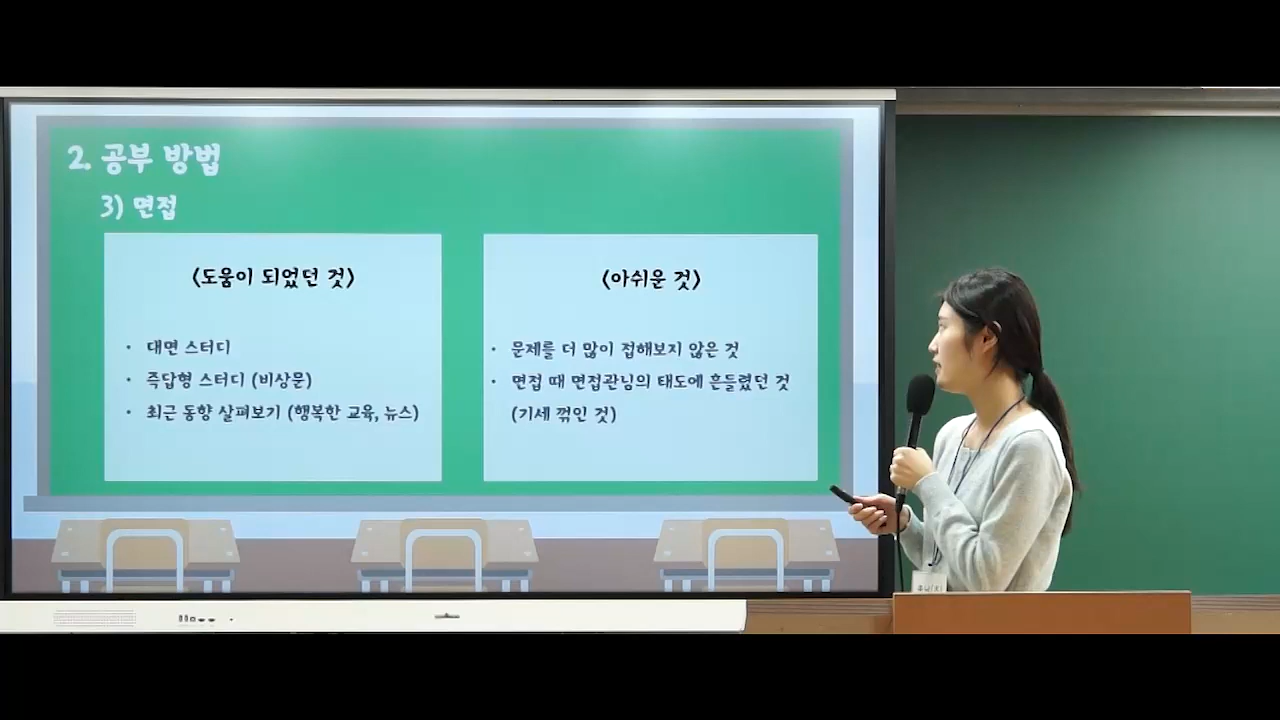 2. 공부 방법
3) 면접
<도움이 되었던 것>
• 대면 스터디
• 즉답형 스터디 (비상문)
• 최근 동향 살펴보기 (행복한 교육, 뉴스)
<아쉬운 것>
• 문제를 더 많이 접해보지 않은 것
• 면접 때 면접관님의 태도에 흔들렸던 것
(기세 꺾인 것)